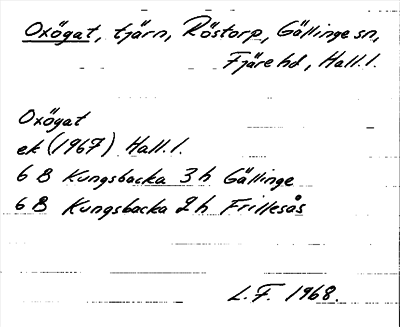 Oxögat, tjärn, Röstorp, Gällinge sn,
Fjäre hd, Hall. l.
Oxögat
ek (1967) Hall. l.
6 B Kungsbacka 3 h Gällinge
6 B Kungsbacka 2 h Frillesås
L.F. 1968.